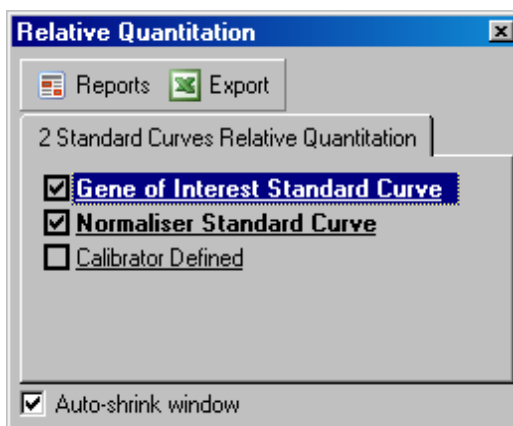 Relative Quantitation
Reports Export
2 Standard Curves Relative Quantitation
Gene of Interest Standard Curve
Normaliser Standard Curve
Calibrator Defined
Auto-shrink window